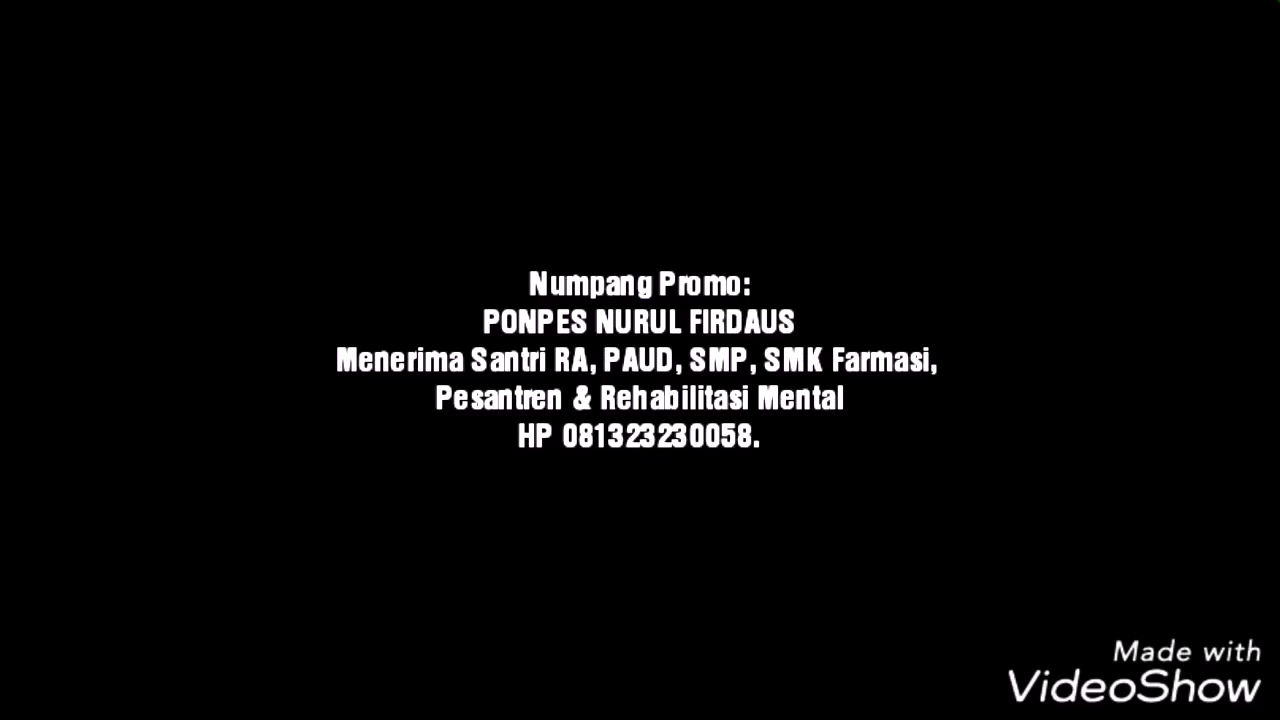 Numpang Promo:
PONPES NURUL FIRDAUS
Menerima Santri RA, PAUD, SMP, SMK Farmasi,
Pesantren & Rehabilitasi Mental
HP 081323230058.
Made with
VideoShow